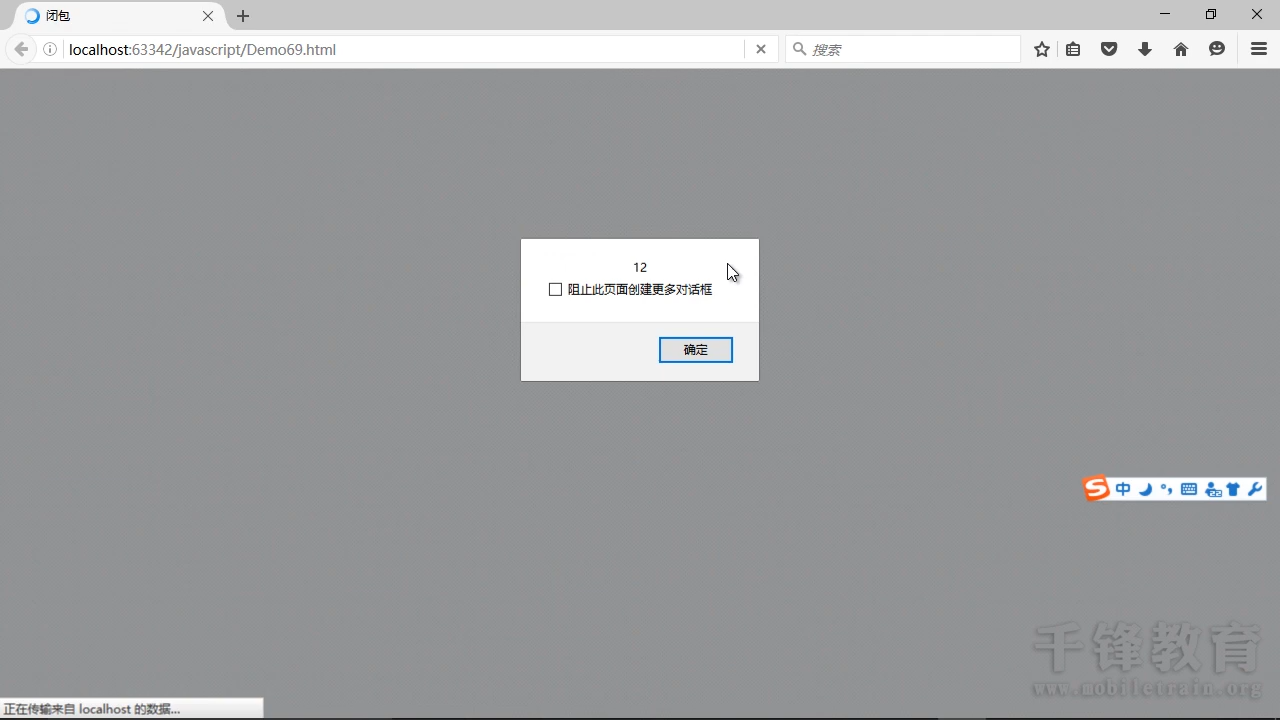 闭包
localhost:63342/javascript/Demo69.html
搜索
12
阻止此页面创建更多对话框
确定
中
千锋教育
www.mobiletrain.org
正在传输来自 localhost 的数据...